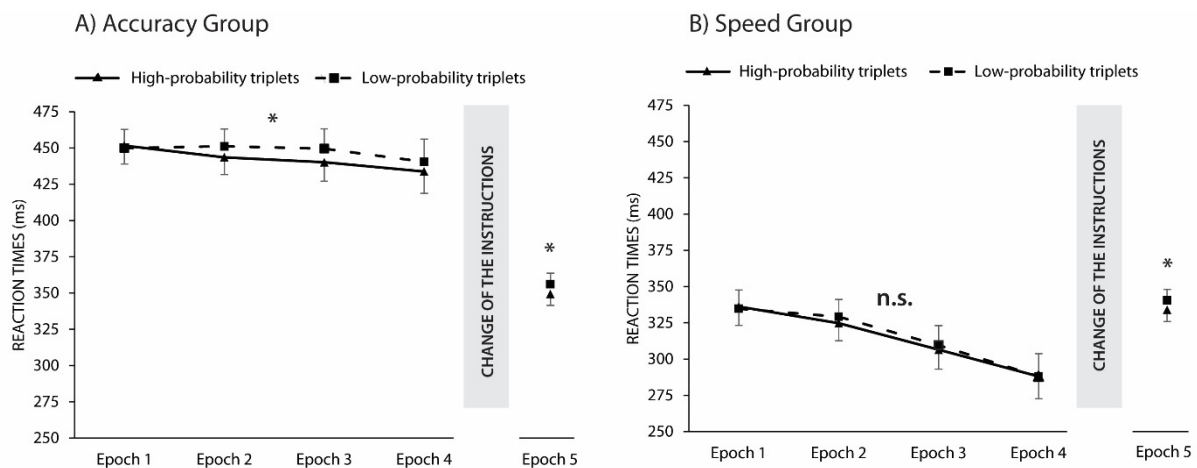 A) Accuracy Group
High-probability triplets
Low-probability triplets
REACTION TIMES (ms)
475
450
425
400
375
350
325
300
275
250
*
CHANGE OF THE INSTRUCTIONS
*
Epoch 1
Epoch 2
Epoch 3
Epoch 4
Epoch 5
B) Speed Group
High-probability triplets
Low-probability triplets
REACTION TIMES (ms)
475
450
425
400
375
350
325
300
275
250
n.s.
CHANGE OF THE INSTRUCTIONS
*
Epoch 1
Epoch 2
Epoch 3
Epoch 4
Epoch 5